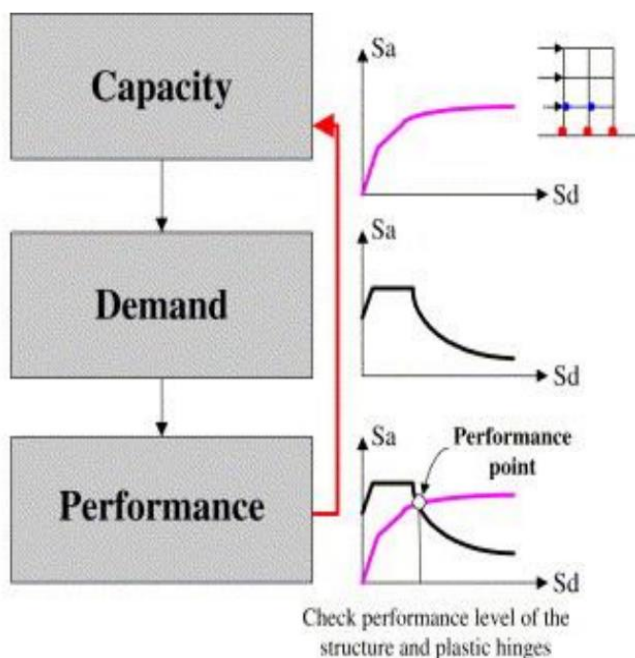 Capacity
Sa
Sd
Demand
Sa
Sd
Performance
Sa
Performance
point
Sd
Check performance level of the
structure and plastic hinges